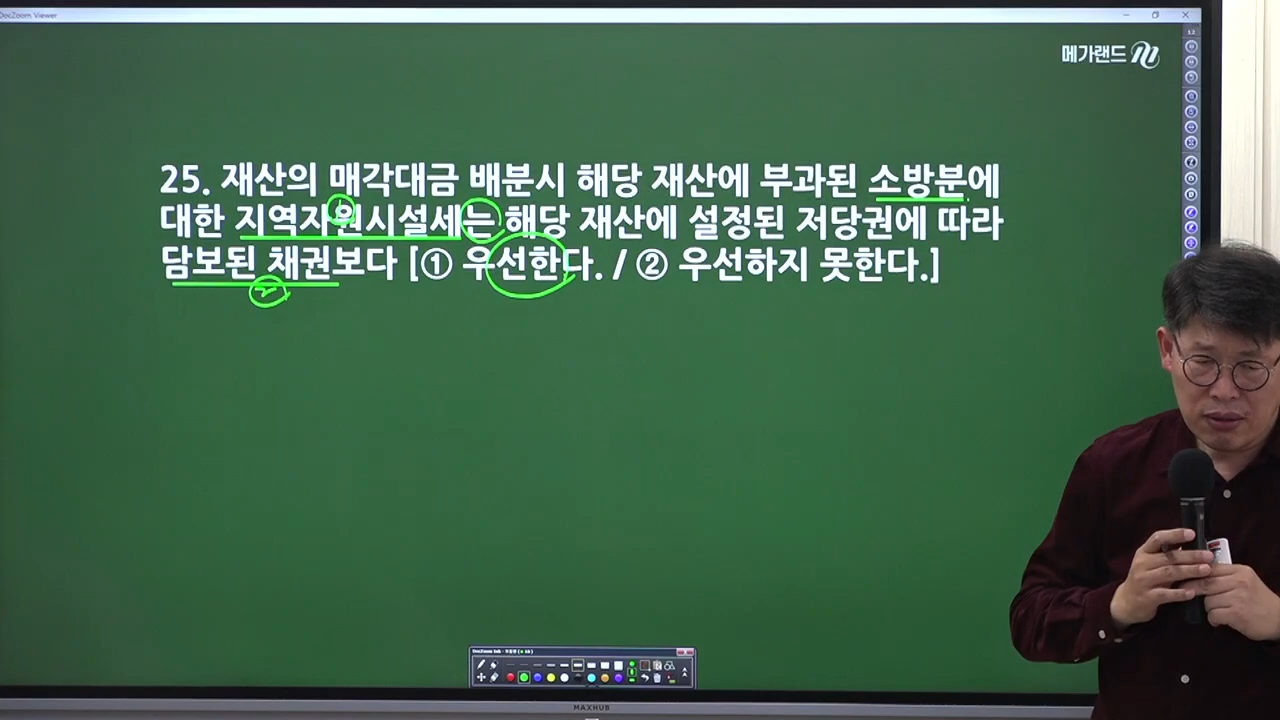 DocZoom Viewer
메가랜드
12
25. 재산의 매각대금 배분시 해당 재산에 부과된 소방분에
대한 지역자원시설세는 해당 재산에 설정된 저당권에 따라
담보된 채권보다 [① 우선한다. / ② 우선하지 못한다.]
MAXHUB